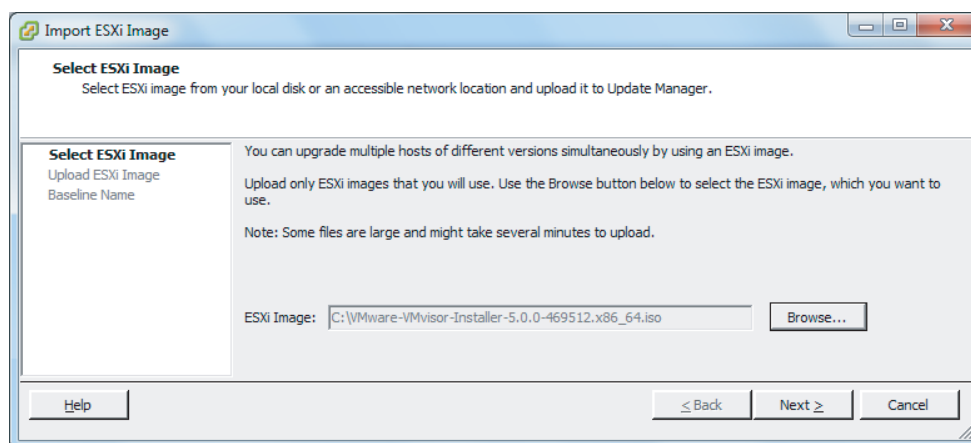 Import ESXi Image
Select ESXi Image
Select ESXi image from your local disk or an accessible network location and upload it to Update Manager.
Select ESXi Image
Upload ESXi Image
Baseline Name
You can upgrade multiple hosts of different versions simultaneously by using an ESXi image.
Upload only ESXi images that you will use. Use the Browse button below to select the ESXi image, which you want to
use.
Note: Some files are large and might take several minutes to upload.
ESXi Image: C:\VMware-VMvisor-Installer-5.0.0-469512.x86_64.iso Browse...
Help < Back Next > Cancel